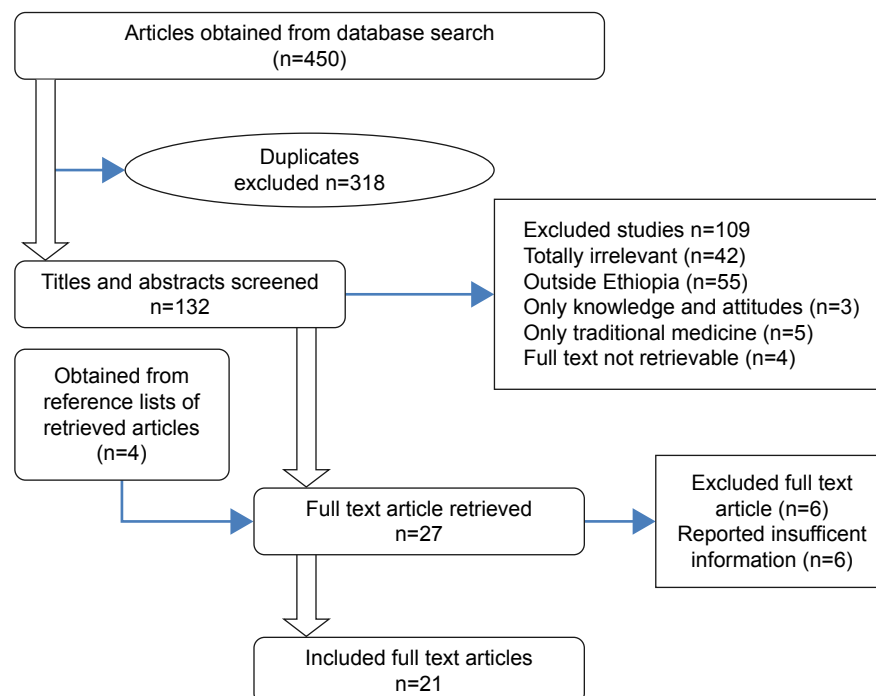 Articles obtained from database search
(n=450)
Duplicates
excluded n=318
Excluded studies n=109
Totally irrelevant (n=42)
Outside Ethiopia (n=55)
Only knowledge and attitudes (n=3)
Only traditional medicine (n=5)
Full text not retrievable (n=4)
Titles and abstracts screened
n=132
Obtained from
reference lists of
retrieved articles
(n=4)
Full text article retrieved
n=27
Excluded full text
article (n=6)
Reported insufficent
information (n=6)
Included full text articles
n=21